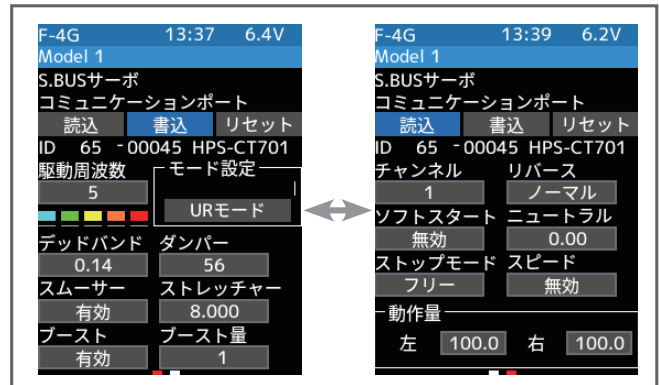 F-4G 13:37 6.4V
Model 1
S.BUSサーボ
コミュニケーションポート
読込 書込 リセット
ID 65 -00045 HPS-CT701
駆動周波数 モード設定
5
URモード
デッドバンド ダンパー
0.14 56
スムーサー ストレッチャー
有効 8.000
ブースト ブースト量
有効 1
F-4G 13:39 6.2V
Model 1
S.BUSサーボ
コミュニケーションポート
読込 書込 リセット
ID 65 -00045 HPS-CT701
チャンネル リバース
1 ノーマル
ソフトスタート ニュートラル
無効 0.00
ストップモード スピード
フリー 無効
動作量
左 100.0 右 100.0